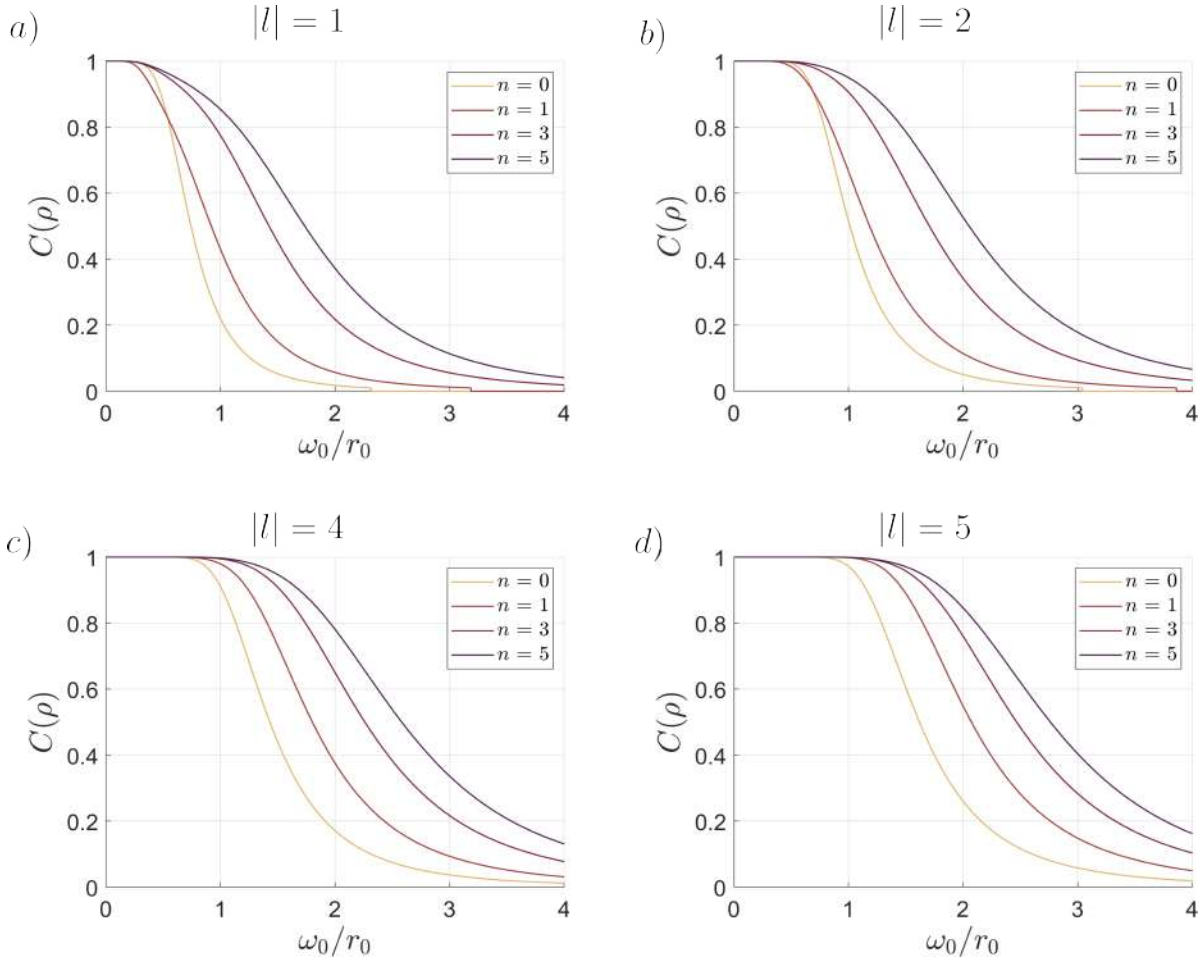 a)
|l| = 1
1
0.8
0.6
0.4
0.2
0
C(ρ)
0 1 2 3 4
ω₀/r₀
n = 0
n = 1
n = 3
n = 5
b)
|l| = 2
1
0.8
0.6
0.4
0.2
0
C(ρ)
0 1 2 3 4
ω₀/r₀
n = 0
n = 1
n = 3
n = 5
c)
|l| = 4
1
0.8
0.6
0.4
0.2
0
C(ρ)
0 1 2 3 4
ω₀/r₀
n = 0
n = 1
n = 3
n = 5
d)
|l| = 5
1
0.8
0.6
0.4
0.2
0
C(ρ)
0 1 2 3 4
ω₀/r₀
n = 0
n = 1
n = 3
n = 5